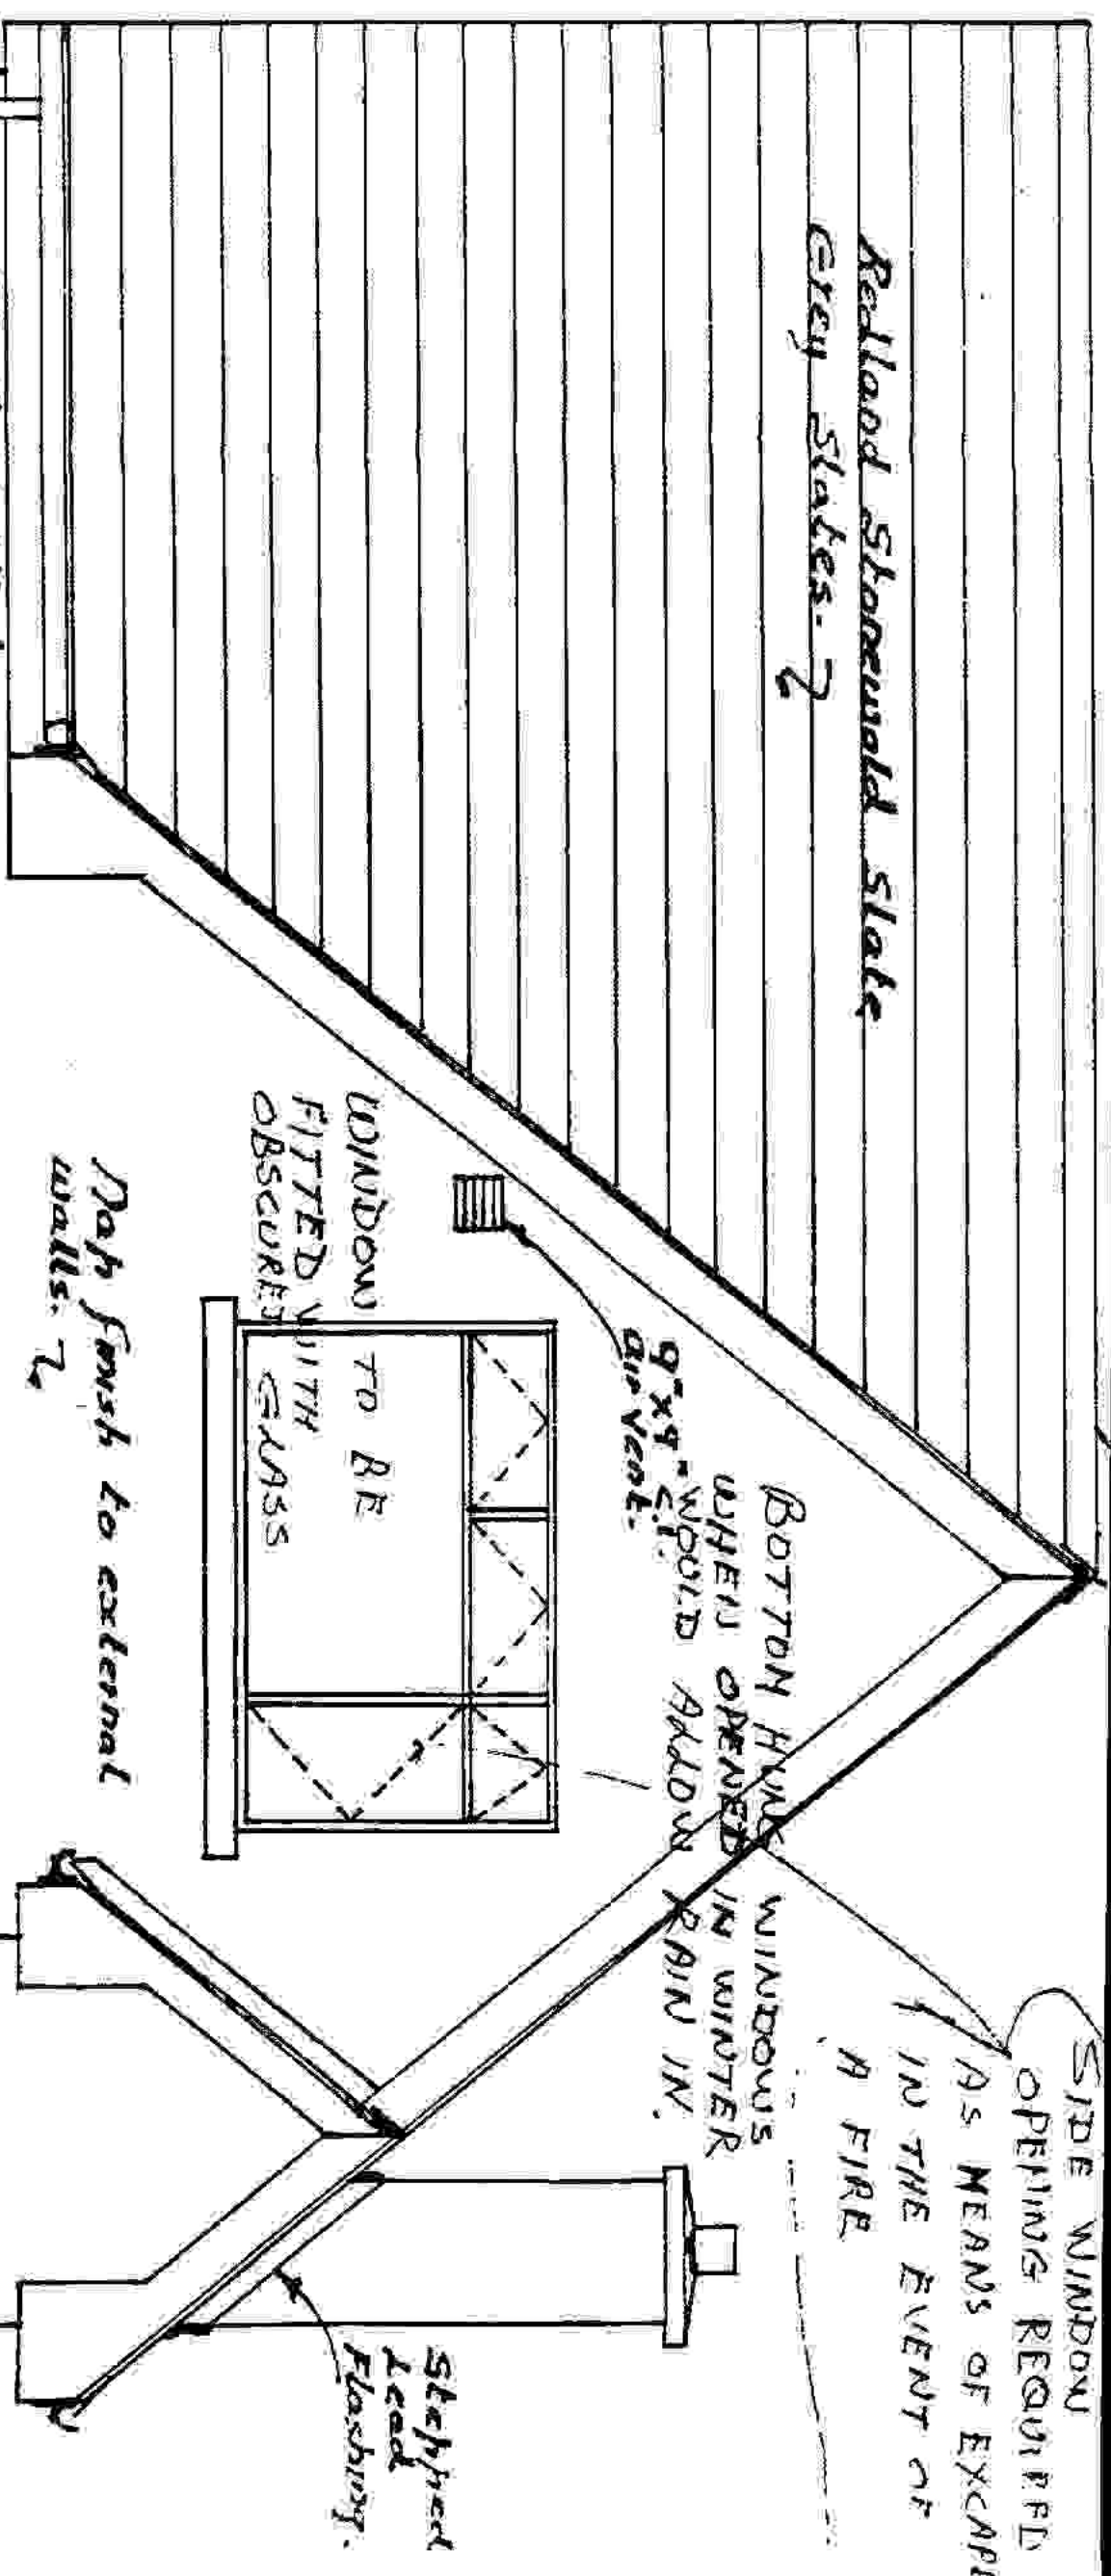 Redland Stonewold Slate
Grey Slates.
SIDE WINDOW
OPENING REQUIRED
AS MEANS OF EXCAPE
IN THE EVENT OF
A FIRE
BOTTOM HUNG WINDOWS
WHEN OPENED IN WINTER
WOULD ALLOW RAIN IN.
9"x9" C.I.
air vent.
WINDOW TO BE
FITTED WITH
OBSCURED GLASS
Stepped
Lead
Flashing.
Dah finish to external
walls.